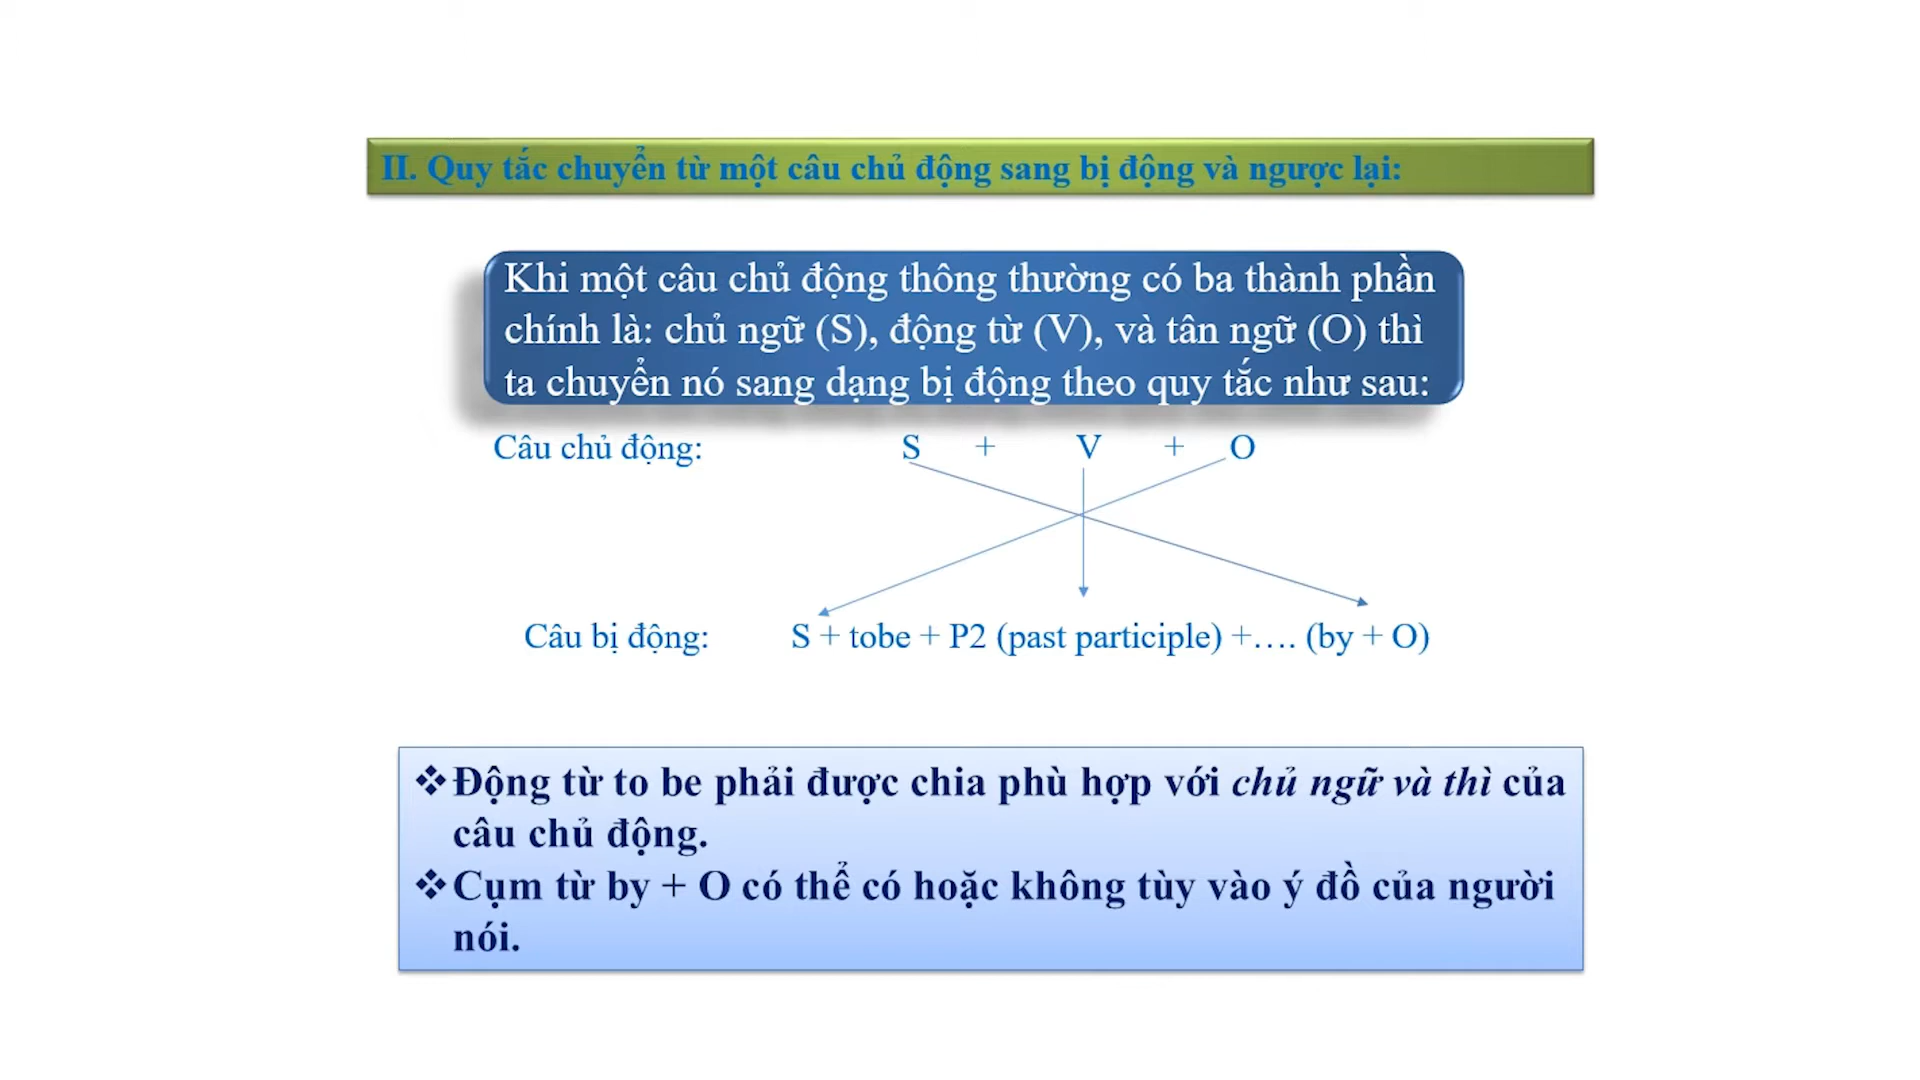 II. Quy tắc chuyển từ một câu chủ động sang bị động và ngược lại:
Khi một câu chủ động thông thường có ba thành phần
chính là: chủ ngữ (S), động từ (V), và tân ngữ (O) thì
ta chuyển nó sang dạng bị động theo quy tắc như sau:
Câu chủ động: S + V + O
Câu bị động: S + tobe + P2 (past participle) +…. (by + O)
❖Động từ to be phải được chia phù hợp với chủ ngữ và thì của
câu chủ động.
❖Cụm từ by + O có thể có hoặc không tùy vào ý đồ của người
nói.